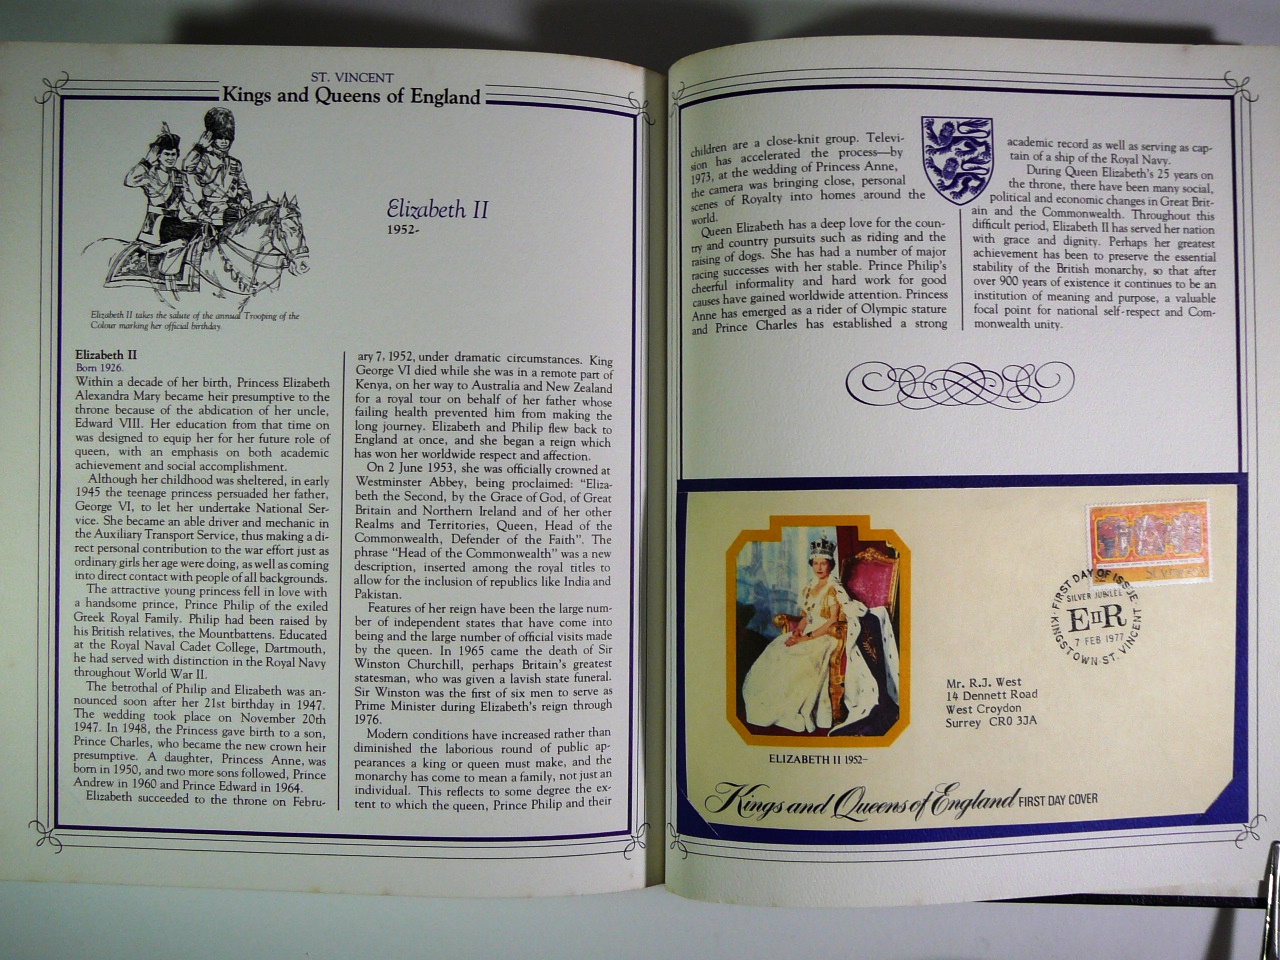 ST. VINCENT
Kings and Queens of England
Elizabeth II
1952-
Elizabeth II takes the salute of the annual Trooping of the
Colour marking her official birthday.
Elizabeth II
Born 1926.
Within a decade of her birth, Princess Elizabeth
Alexandra Mary became heir presumptive to the
throne because of the abdication of her uncle,
Edward VIII. Her education from that time on
was designed to equip her for her future role of
queen, with an emphasis on both academic
achievement and social accomplishment.
Although her childhood was sheltered, in early
1945 the teenage princess persuaded her father,
George VI, to let her undertake National Ser-
vice. She became an able driver and mechanic in
the Auxiliary Transport Service, thus making a di-
rect personal contribution to the war effort just as
ordinary girls her age were doing, as well as coming
into direct contact with people of all backgrounds.
The attractive young princess fell in love with
a handsome prince, Prince Philip of the exiled
Greek Royal Family. Philip had been raised by
his British relatives, the Mountbattens. Educated
at the Royal Naval Cadet College, Dartmouth,
he had served with distinction in the Royal Navy
throughout World War II.
The betrothal of Philip and Elizabeth was an-
nounced soon after her 21st birthday in 1947.
The wedding took place on November 20th
1947. In 1948, the Princess gave birth to a son,
Prince Charles, who became the new crown heir
presumptive. A daughter, Princess Anne, was
born in 1950, and two more sons followed, Prince
Andrew in 1960 and Prince Edward in 1964.
Elizabeth succeeded to the throne on Febru-
ary 7, 1952, under dramatic circumstances. King
George VI died while she was in a remote part of
Kenya, on her way to Australia and New Zealand
for a royal tour on behalf of her father whose
failing health prevented him from making the
long journey. Elizabeth and Philip flew back to
England at once, and she began a reign which
has won her worldwide respect and affection.
On 2 June 1953, she was officially crowned at
Westminster Abbey, being proclaimed: "Eliza-
beth the Second, by the Grace of God, of Great
Britain and Northern Ireland and of her other
Realms and Territories, Queen, Head of the
Commonwealth, Defender of the Faith". The
phrase "Head of the Commonwealth" was a new
description, inserted among the royal titles to
allow for the inclusion of republics like India and
Pakistan.
Features of her reign have been the large num-
ber of independent states that have come into
being and the large number of official visits made
by the queen. In 1965 came the death of Sir
Winston Churchill, perhaps Britain's greatest
statesman, who was given a lavish state funeral.
Sir Winston was the first of six men to serve as
Prime Minister during Elizabeth's reign through
1976.
Modern conditions have increased rather than
diminished the laborious round of public ap-
pearances a king or queen must make, and the
monarchy has come to mean a family, not just an
individual. This reflects to some degree the ex-
tent to which the queen, Prince Philip and their
children are a close-knit group. Televi-
sion has accelerated the process—by
1973, at the wedding of Princess Anne,
the camera was bringing close, personal
scenes of Royalty into homes around the
world.
Queen Elizabeth has a deep love for the coun-
try and country pursuits such as riding and the
raising of dogs. She has had a number of major
racing successes with her stable. Prince Philip's
cheerful informality and hard work for good
causes have gained worldwide attention. Princess
Anne has emerged as a rider of Olympic stature
and Prince Charles has established a strong
academic record as well as serving as cap-
tain of a ship of the Royal Navy.
During Queen Elizabeth's 25 years on
the throne, there have been many social,
political and economic changes in Great Brit-
ain and the Commonwealth. Throughout this
difficult period, Elizabeth II has served her nation
with grace and dignity. Perhaps her greatest
achievement has been to preserve the essential
stability of the British monarchy, so that after
over 900 years of existence it continues to be an
institution of meaning and purpose, a valuable
focal point for national self-respect and Com-
monwealth unity.
FIRST DAY OF ISSUE
SILVER JUBILEE
EIIR
7 FEB 1977
KINGSTOWN ST. VINCENT
Mr. R.J. West
14 Dennett Road
West Croydon
Surrey CR0 3JA
ELIZABETH II 1952-
Kings and Queens of England FIRST DAY COVER